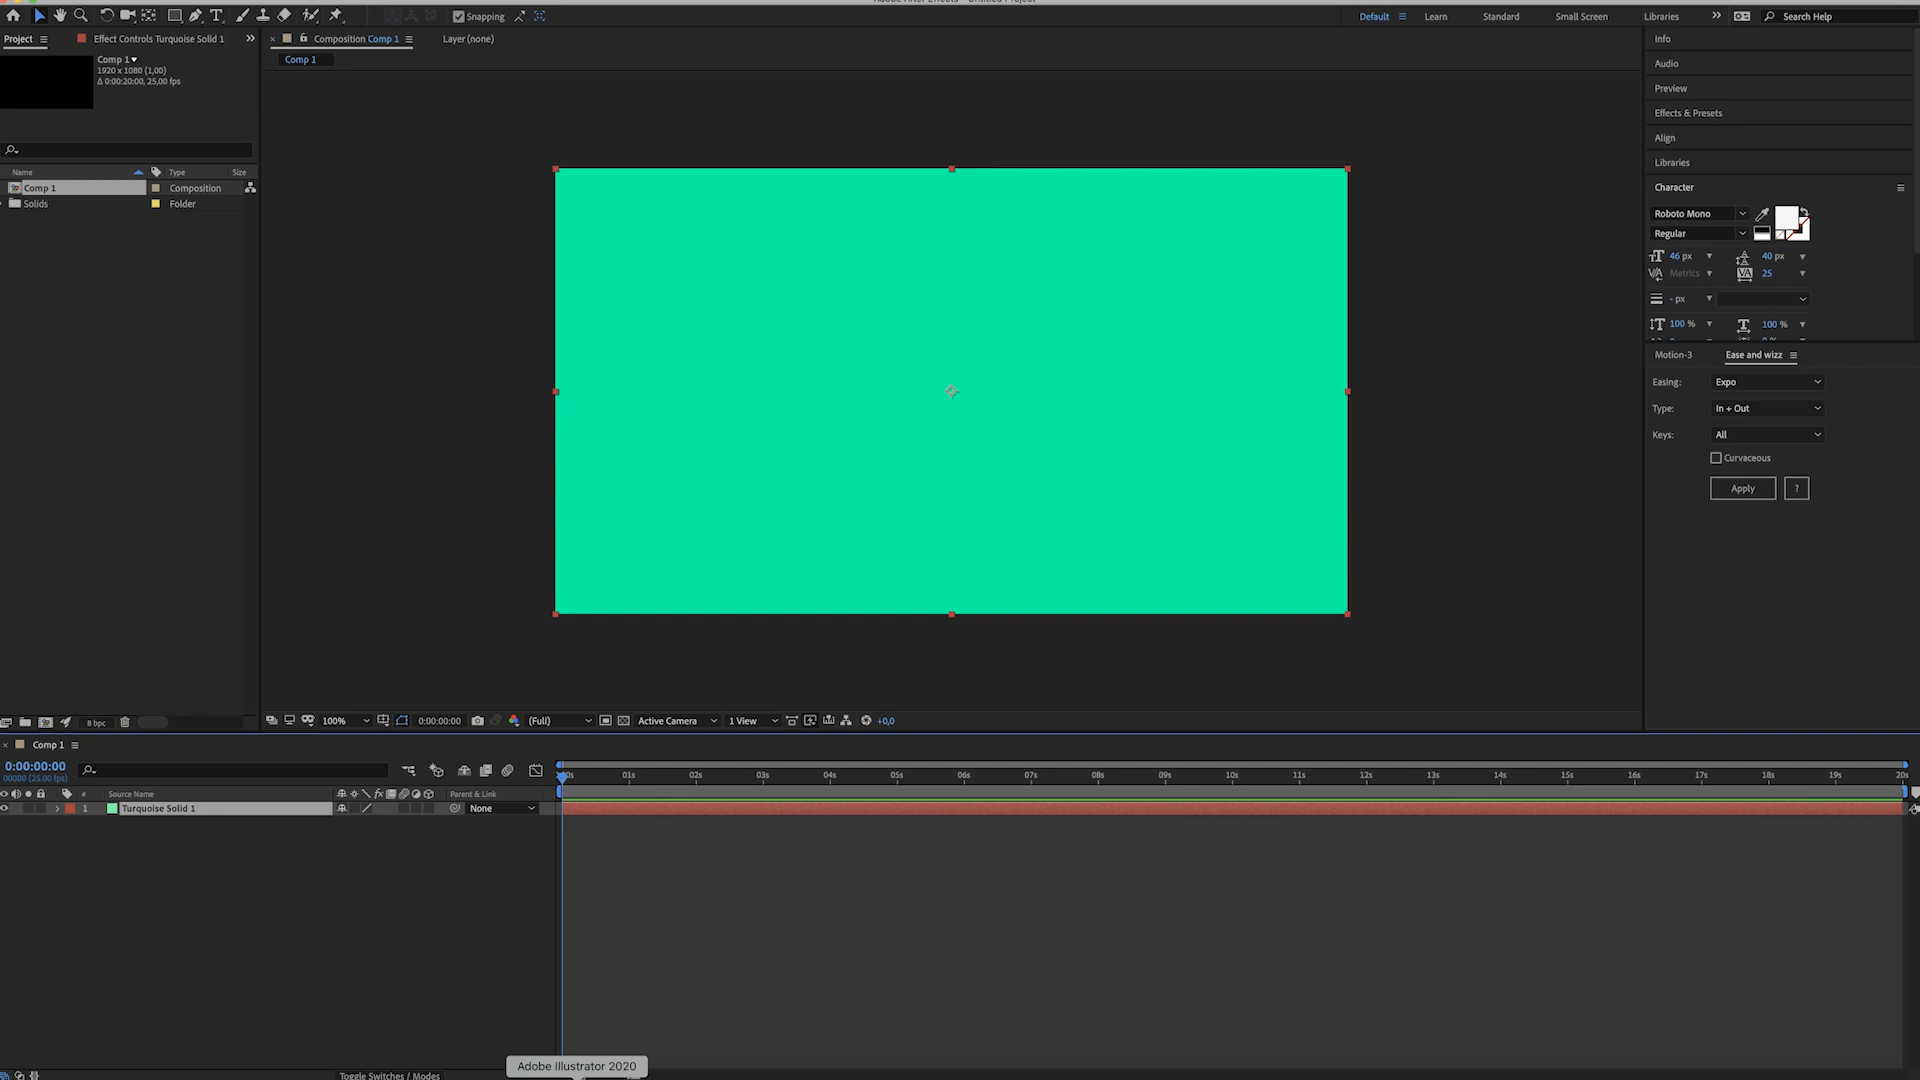 Adobe After Effects - Untitled Project
Snapping
Default
Learn
Standard
Small Screen
Libraries
Search Help
Project
Effect Controls Turquoise Solid 1
Composition Comp 1
Layer (none)
Comp 1
Comp 1
1920 x 1080 (1,00)
Δ 0:00:20:00, 25,00 fps
Name
Type
Size
Comp 1
Composition
Solids
Folder
Info
Audio
Preview
Effects & Presets
Align
Libraries
Character
Roboto Mono
Regular
46 px
40 px
Metrics
25
- px
100 %
100 %
Motion-3
Ease and wizz
Easing:
Expo
Type:
In + Out
Keys:
All
Curvaceous
Apply
?
8 bpc
100%
0:00:00:00
(Full)
Active Camera
1 View
+0,0
Comp 1
0:00:00:00
00000 (25.00 fps)
01s 02s 03s 04s 05s 06s 07s 08s 09s 10s 11s 12s 13s 14s 15s 16s 17s 18s 19s 20s
#
Source Name
fx
Parent & Link
1
Turquoise Solid 1
None
Adobe Illustrator 2020
Toggle Switches / Modes